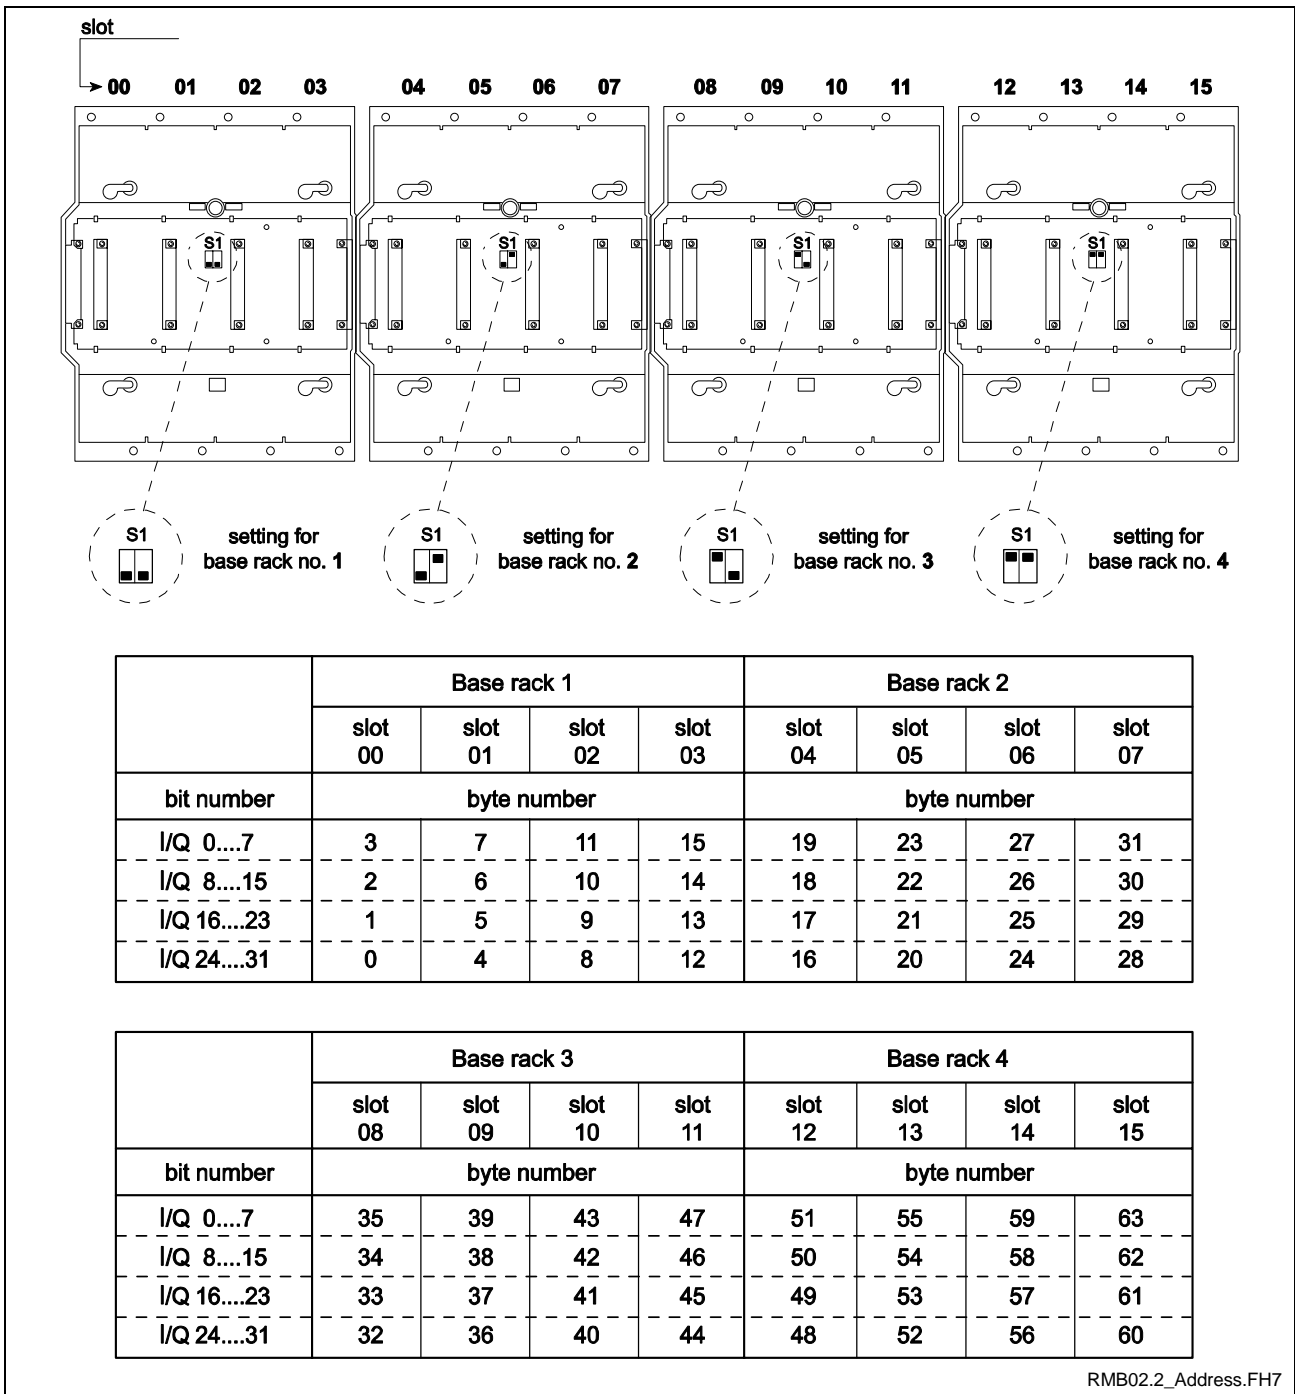 slot
00 01 02 03 04 05 06 07 08 09 10 11 12 13 14 15
S1 S1 S1 S1
S1 setting for base rack no. 1
S1 setting for base rack no. 2
S1 setting for base rack no. 3
S1 setting for base rack no. 4
Base rack 1 Base rack 2
slot 00 slot 01 slot 02 slot 03 slot 04 slot 05 slot 06 slot 07
bit number byte number byte number
I/Q 0....7 3 7 11 15 19 23 27 31
I/Q 8....15 2 6 10 14 18 22 26 30
I/Q 16....23 1 5 9 13 17 21 25 29
I/Q 24....31 0 4 8 12 16 20 24 28
Base rack 3 Base rack 4
slot 08 slot 09 slot 10 slot 11 slot 12 slot 13 slot 14 slot 15
bit number byte number byte number
I/Q 0....7 35 39 43 47 51 55 59 63
I/Q 8....15 34 38 42 46 50 54 58 62
I/Q 16....23 33 37 41 45 49 53 57 61
I/Q 24....31 32 36 40 44 48 52 56 60
RMB02.2_Address.FH7